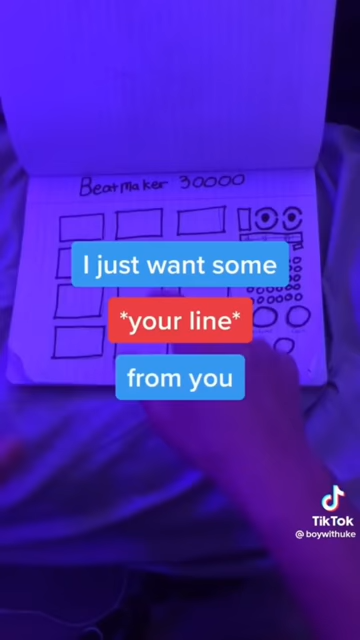 BeatMaker 30000
I just want some
*your line*
from you
TikTok
@boywithuke